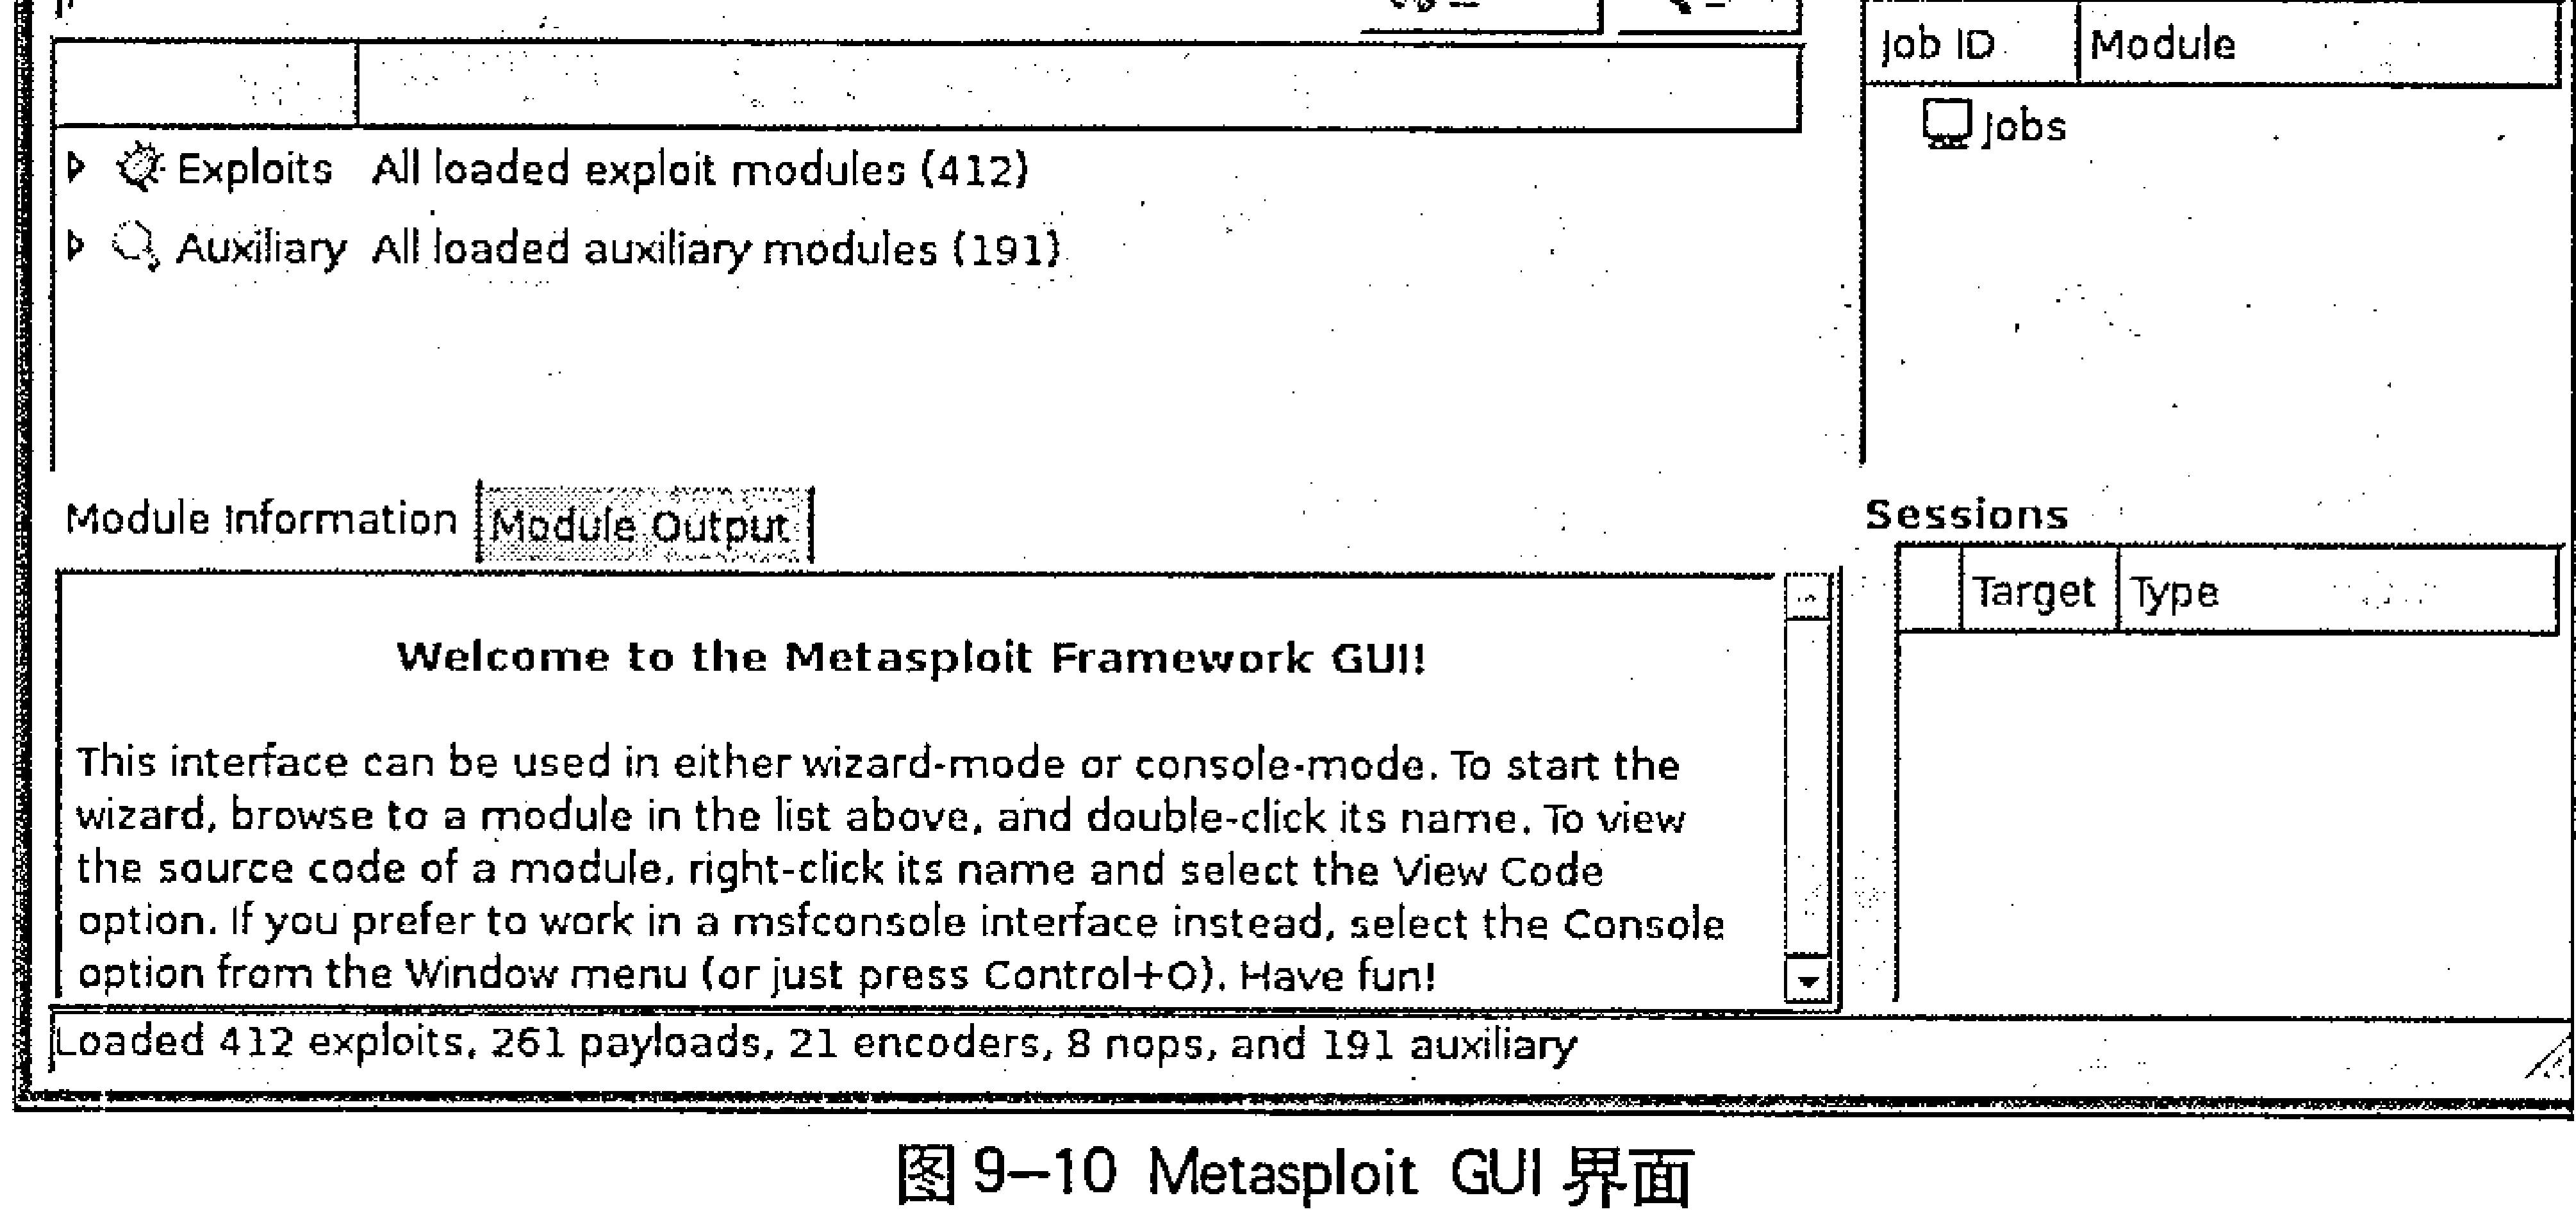 Job ID Module
Jobs
Exploits All loaded exploit modules (412)
Auxiliary All loaded auxiliary modules (191)
Module Information Module Output
Sessions
Target Type
Welcome to the Metasploit Framework GUI!
This interface can be used in either wizard-mode or console-mode. To start the
wizard, browse to a module in the list above, and double-click its name. To view
the source code of a module, right-click its name and select the View Code
option. If you prefer to work in a msfconsole interface instead, select the Console
option from the Window menu (or just press Control+O). Have fun!
Loaded 412 exploits, 261 payloads, 21 encoders, 8 nops, and 191 auxiliary
图 9—10 Metasploit GUI 界面